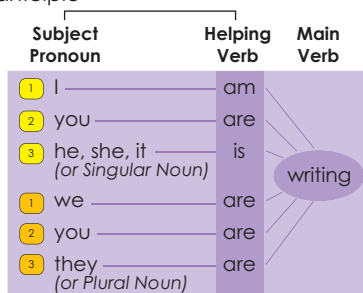 Subject Helping Main
Pronoun Verb Verb
1 I am
2 you are
3 he, she, it is
(or Singular Noun)
writing
1 we are
2 you are
3 they are
(or Plural Noun)